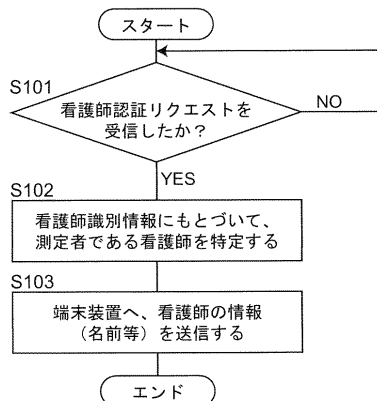 スタート
S101
看護師認証リクエストを
受信したか？
NO
YES
S102
看護師識別情報にもとづいて、
測定者である看護師を特定する
S103
端末装置へ、看護師の情報
（名前等）を送信する
エンド